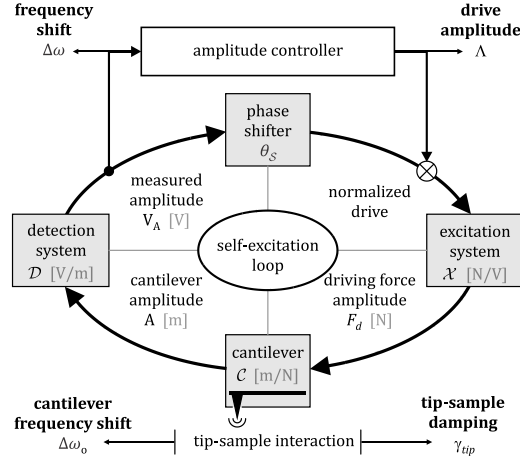 frequency
shift
Δω
amplitude controller
drive
amplitude
Λ
phase
shifter
θ𝒮
measured
amplitude
V_A [V]
normalized
drive
detection
system
𝒟 [V/m]
self-excitation
loop
excitation
system
𝒳 [N/V]
cantilever
amplitude
A [m]
driving force
amplitude
F_d [N]
cantilever
𝒞 [m/N]
cantilever
frequency shift
Δω₀
tip-sample interaction
tip-sample
damping
γ_tip